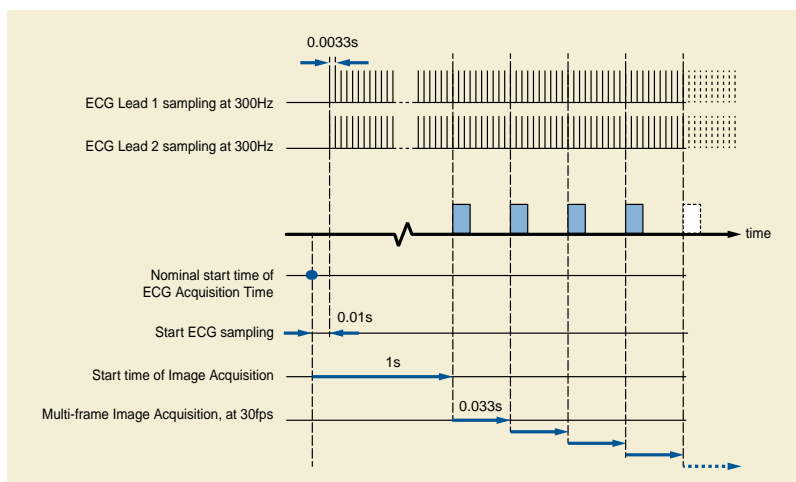 0.0033s
ECG Lead 1 sampling at 300Hz
ECG Lead 2 sampling at 300Hz
time
Nominal start time of
ECG Acquisition Time
0.01s
Start ECG sampling
1s
Start time of Image Acquisition
0.033s
Multi-frame Image Acquisition, at 30fps